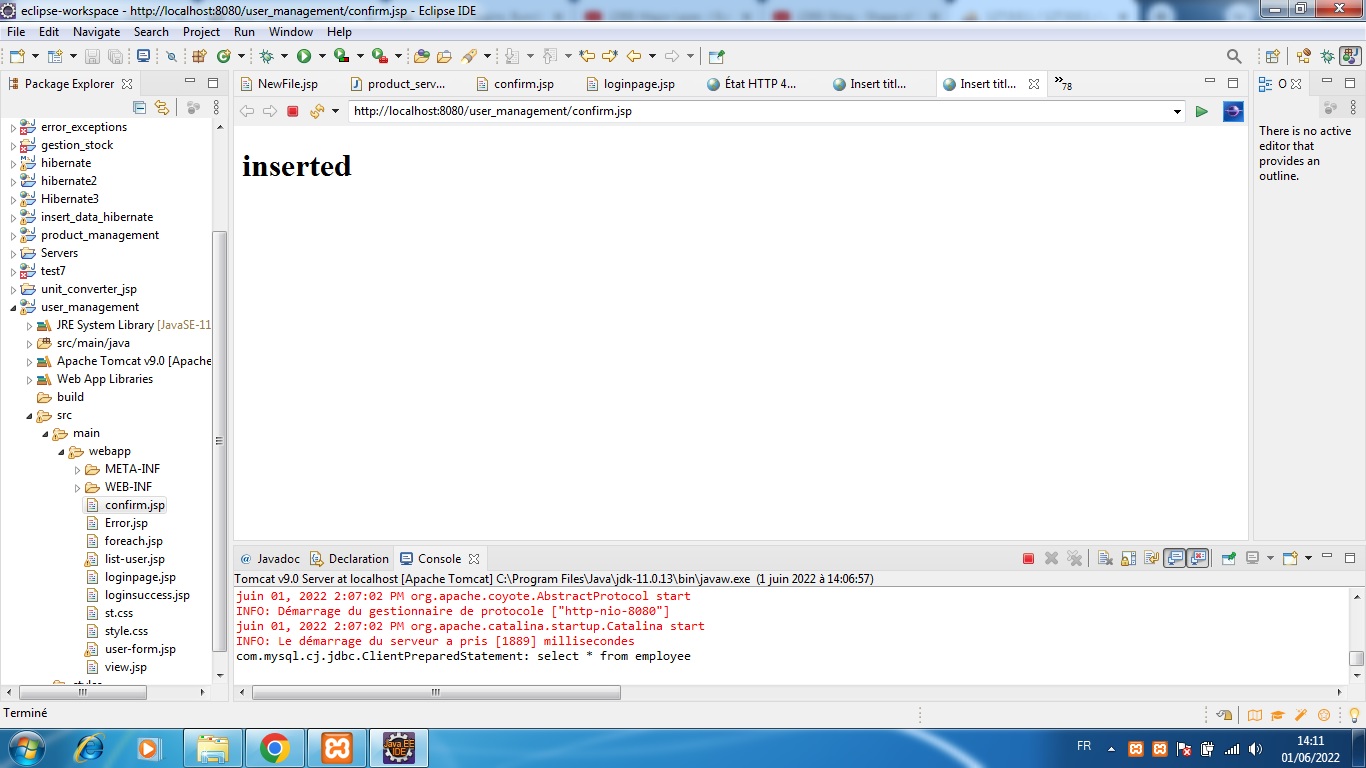 eclipse-workspace - http://localhost:8080/user_management/confirm.jsp - Eclipse IDE
File Edit Navigate Search Project Run Window Help
Package Explorer
NewFile.jsp product_serv... confirm.jsp loginpage.jsp État HTTP 4... Insert titl... Insert titl... »78
O
http://localhost:8080/user_management/confirm.jsp
error_exceptions
gestion_stock
hibernate
hibernate2
Hibernate3
insert_data_hibernate
product_management
Servers
test7
unit_converter_jsp
user_management
JRE System Library [JavaSE-11
src/main/java
Apache Tomcat v9.0 [Apache
Web App Libraries
build
src
main
webapp
META-INF
WEB-INF
confirm.jsp
Error.jsp
foreach.jsp
list-user.jsp
loginpage.jsp
loginsuccess.jsp
st.css
style.css
user-form.jsp
view.jsp
inserted
There is no active
editor that
provides an
outline.
@ Javadoc Declaration Console
Tomcat v9.0 Server at localhost [Apache Tomcat] C:\Program Files\Java\jdk-11.0.13\bin\javaw.exe (1 juin 2022 à 14:06:57)
juin 01, 2022 2:07:02 PM org.apache.coyote.AbstractProtocol start
INFO: Démarrage du gestionnaire de protocole ["http-nio-8080"]
juin 01, 2022 2:07:02 PM org.apache.catalina.startup.Catalina start
INFO: Le démarrage du serveur a pris [1889] millisecondes
com.mysql.cj.jdbc.ClientPreparedStatement: select * from employee
Terminé
Java EE
IDE
FR
14:11
01/06/2022